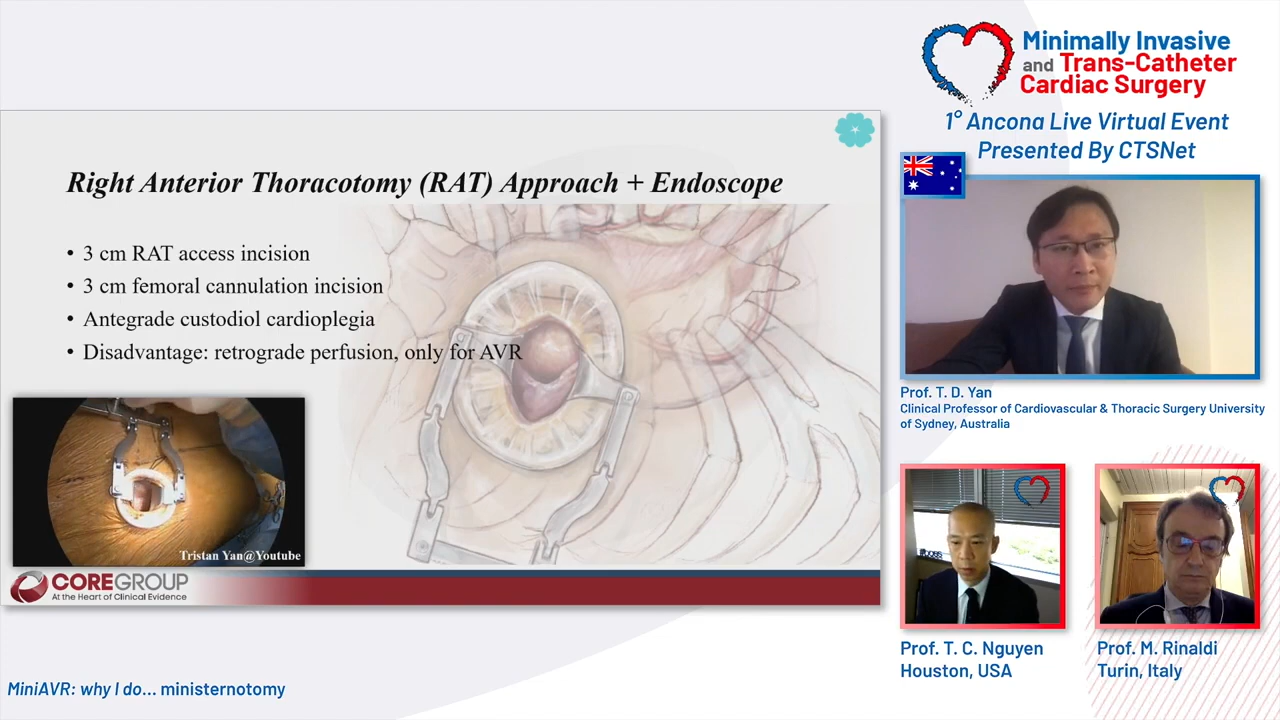 Minimally Invasive
and Trans-Catheter
Cardiac Surgery
1° Ancona Live Virtual Event
Presented By CTSNet
Right Anterior Thoracotomy (RAT) Approach + Endoscope
• 3 cm RAT access incision
• 3 cm femoral cannulation incision
• Antegrade custodiol cardioplegia
• Disadvantage: retrograde perfusion, only for AVR
Tristan Yan@Youtube
COREGROUP
At the Heart of Clinical Evidence
Prof. T. D. Yan
Clinical Professor of Cardiovascular & Thoracic Surgery University
of Sydney, Australia
Prof. T. C. Nguyen
Houston, USA
Prof. M. Rinaldi
Turin, Italy
MiniAVR: why I do... ministernotomy